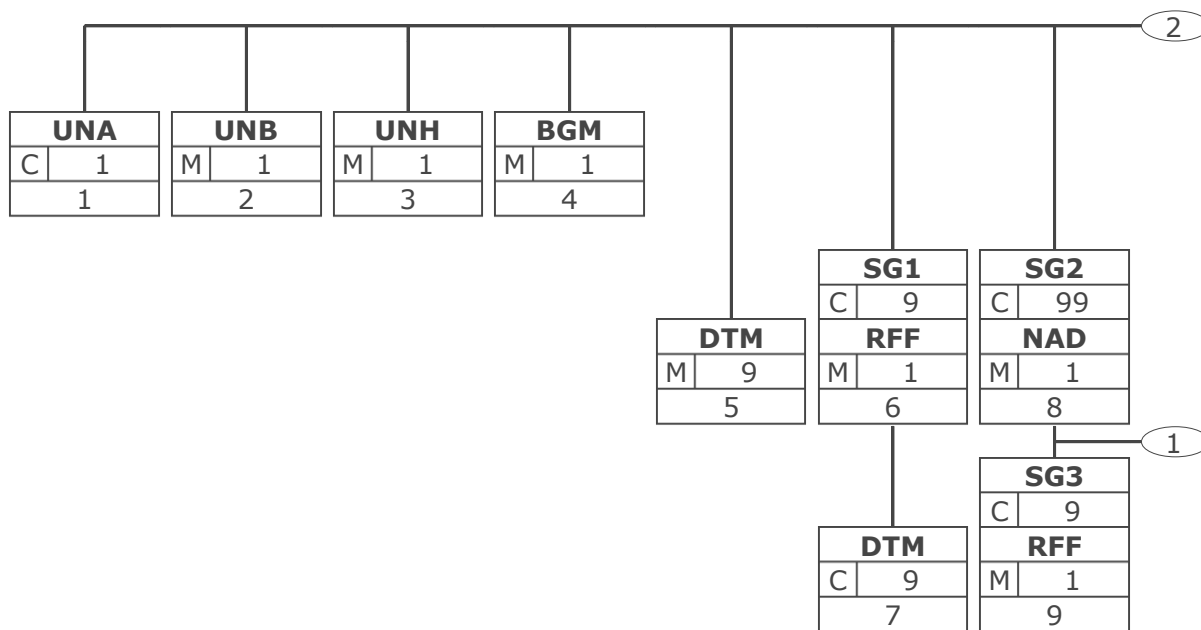 2
UNA UNB UNH BGM
C 1 M 1 M 1 M 1
1 2 3 4
SG1 SG2
C 9 C 99
DTM RFF NAD
M 9 M 1 M 1
5 6 8
1
SG3
C 9
DTM RFF
C 9 M 1
7 9